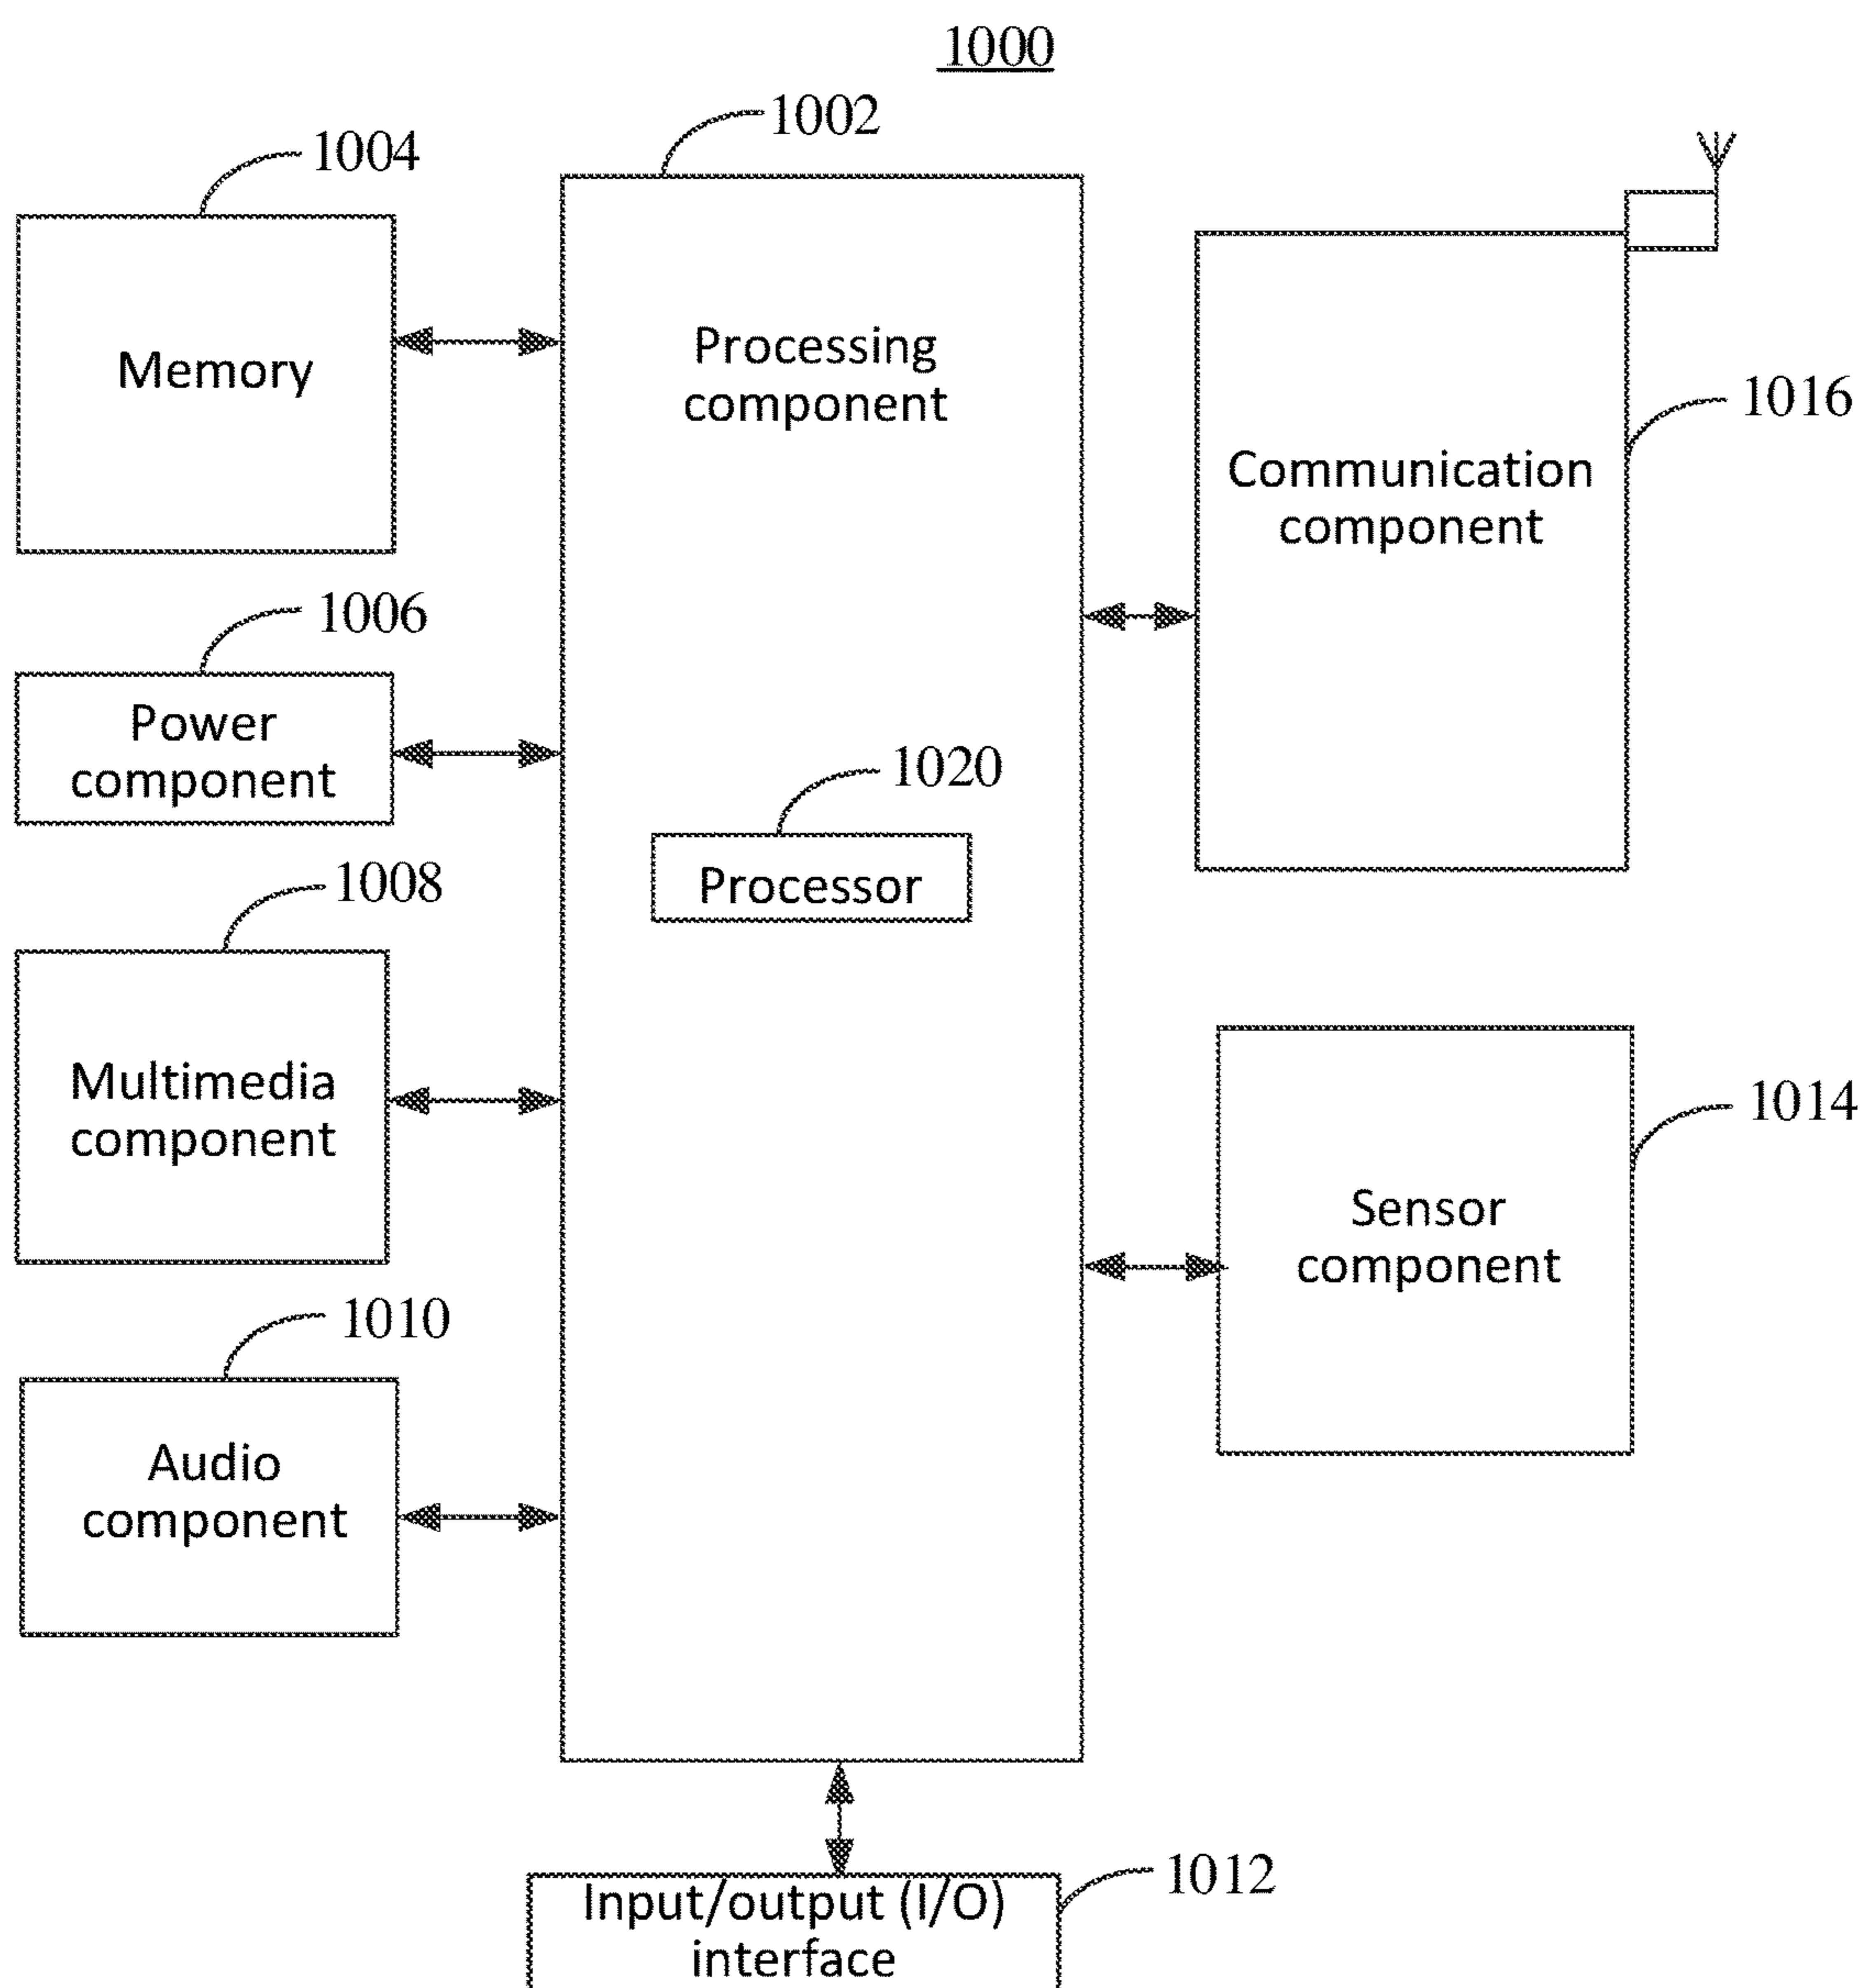 1000
1002
1004
Memory
Processing
component
1016
Communication
component
1006
Power
component
1020
Processor
1008
Multimedia
component
1014
Sensor
component
1010
Audio
component
1012
Input/output (I/O)
interface